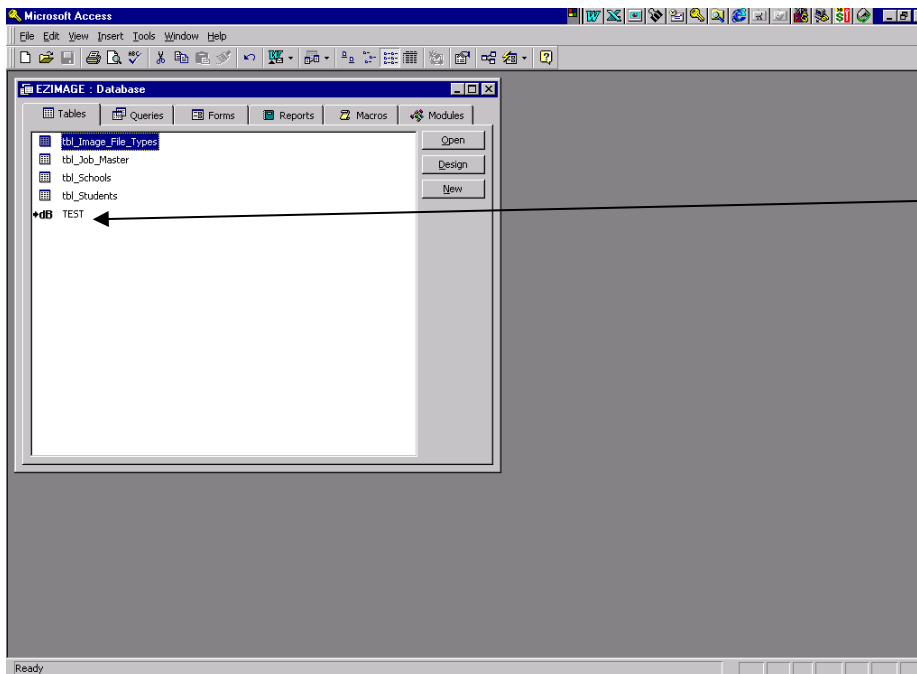 Microsoft Access
File Edit View Insert Tools Window Help
EZIMAGE : Database
Tables Queries Forms Reports Macros Modules
tbl_Image_File_Types Open
tbl_Job_Master
Design
tbl_Schools
New
tbl_Students
dB TEST
Ready